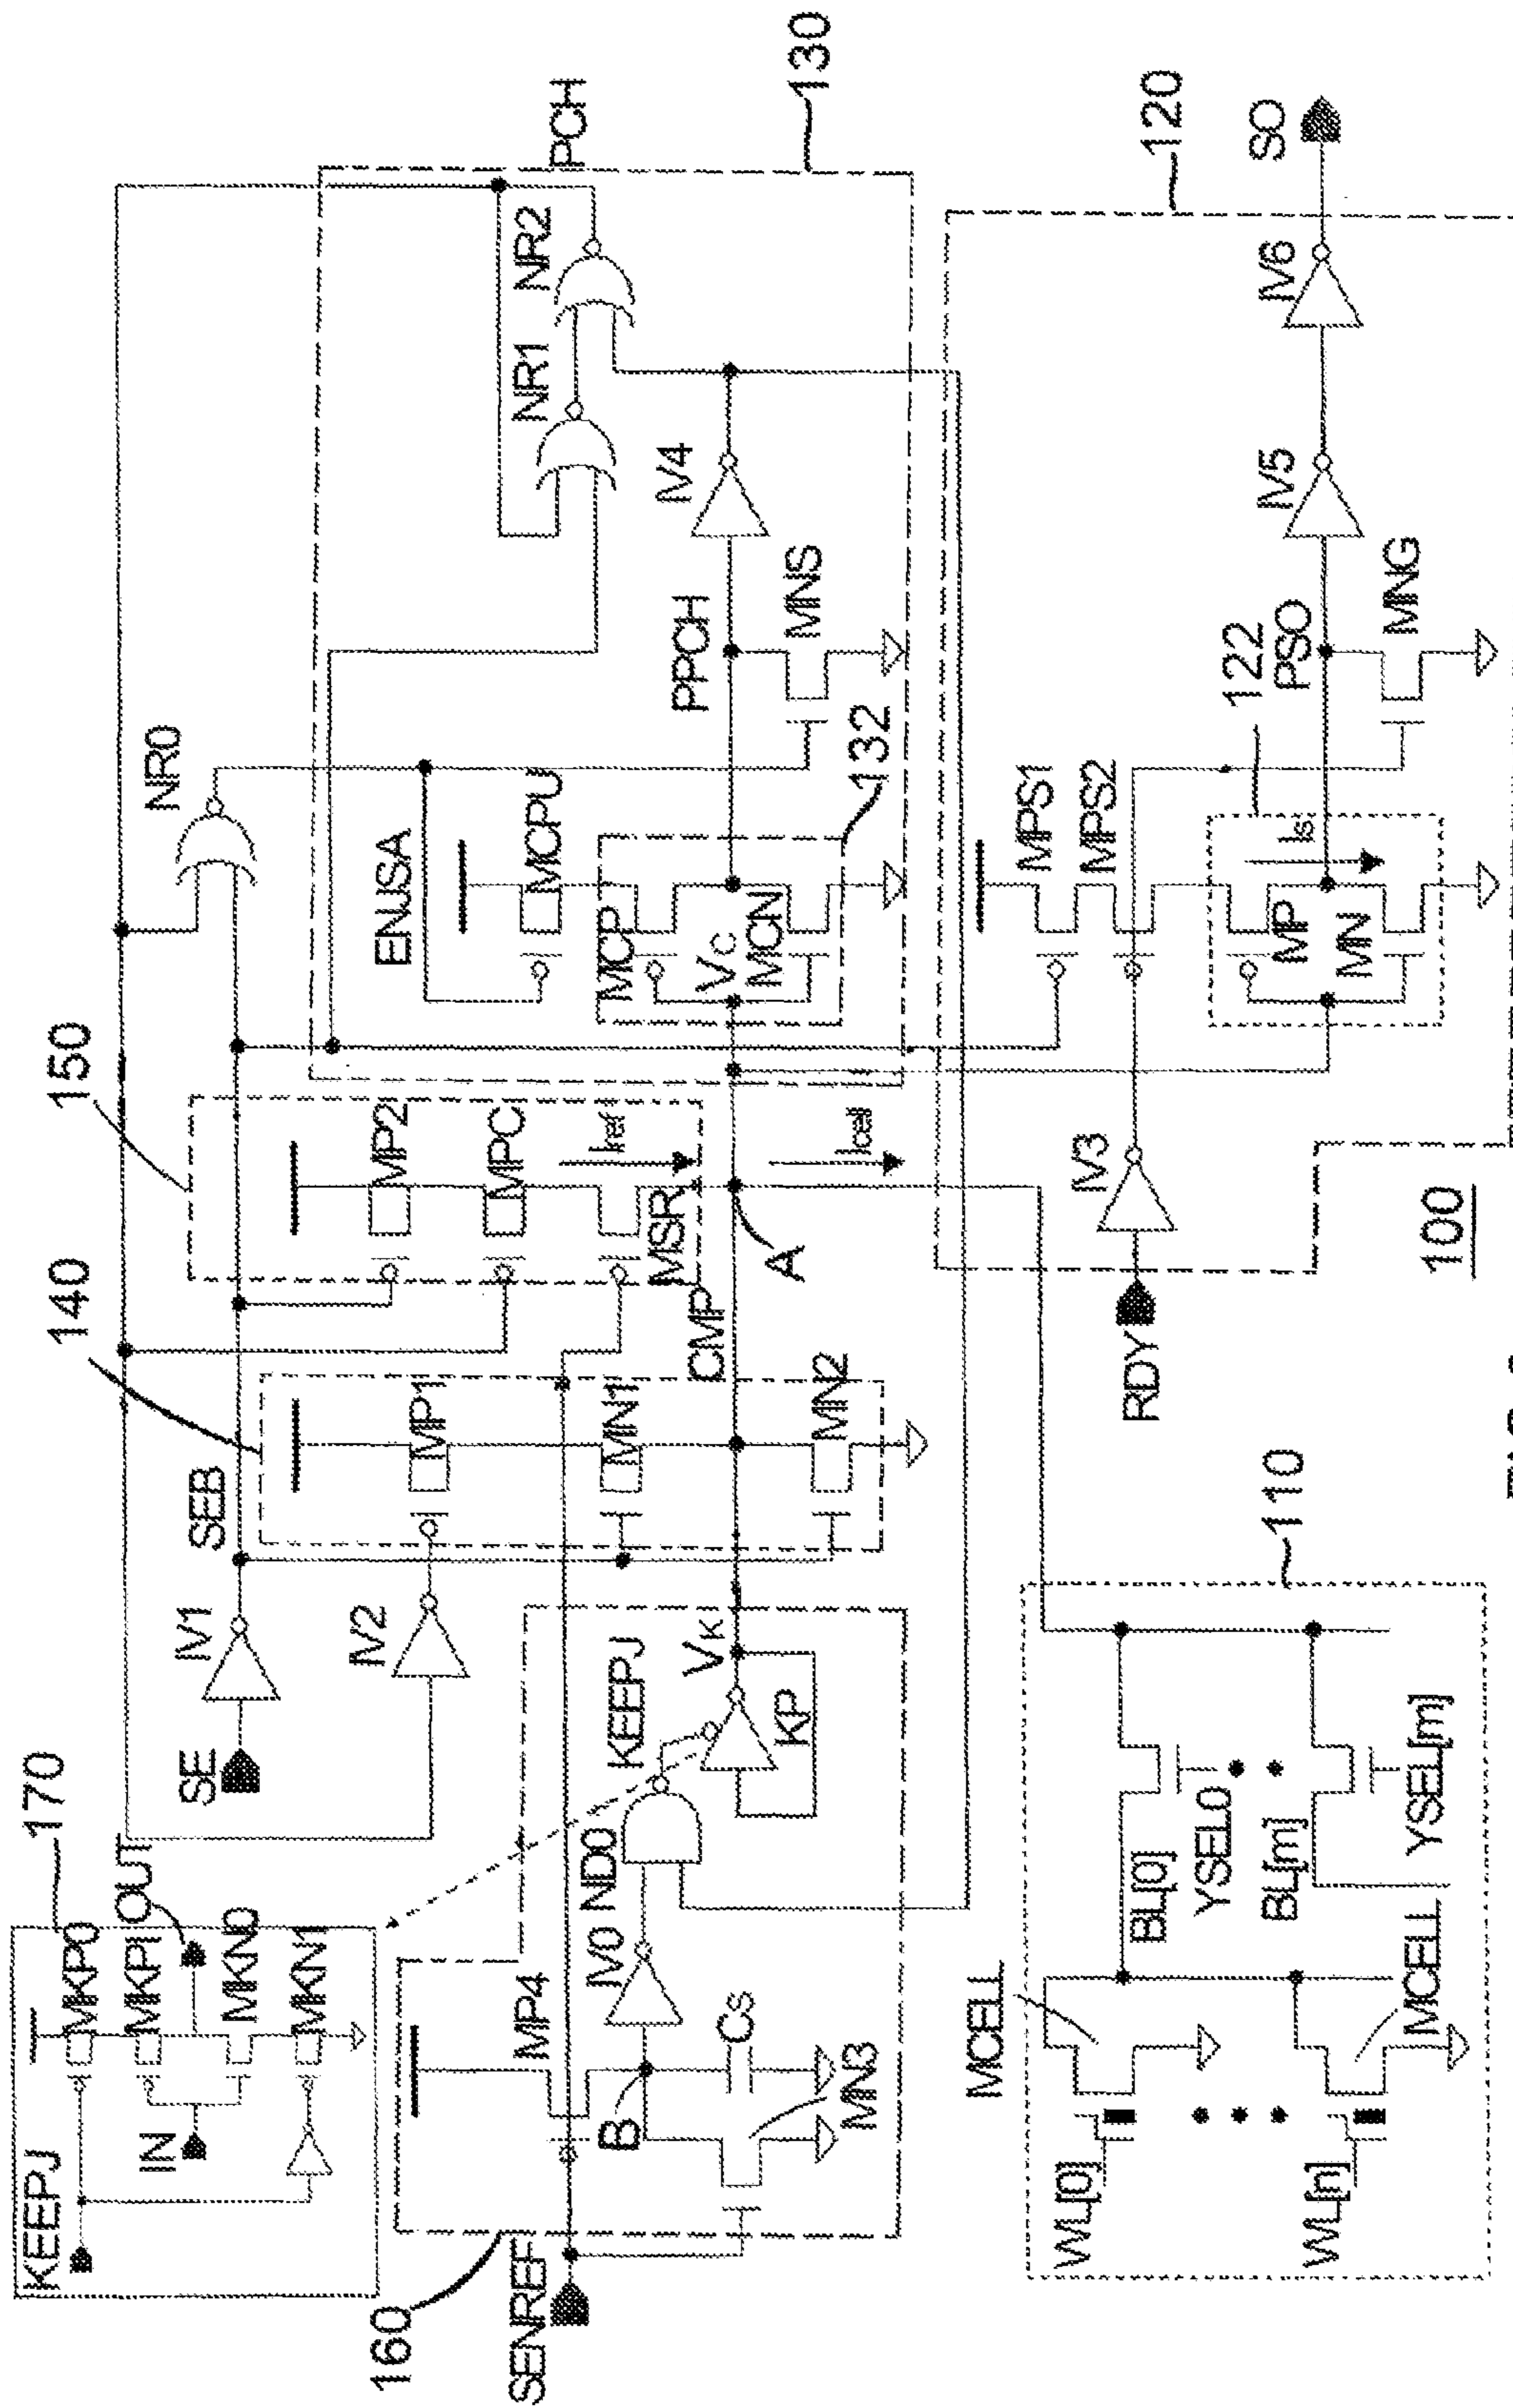 170
KEEPJ
MKP0
MKP1
OUT
IN
MKN0
MKN1
SE
IV1
SEB
IV2
140
MP1
MN1
MN2
150
MP2
MPC
Iref
MSR
CMP
A
Icell
NR0
ENJSA
MCPU
MCP
VC
MCN
132
PPCH
MNS
IV4
NR1
NR2
PCH
130
160
SENREF
MP4
B
CS
MN3
IV0
ND0
KEEPJ
VK
KP
110
MCELL
MCELL
WL[0]
WL[n]
BL[0]
YSEL0
BL[m]
YSEL[m]
RDY
IV3
MPS1
MPS2
122
MP
MN
Is
PSO
MNG
IV5
IV6
120
SO
100